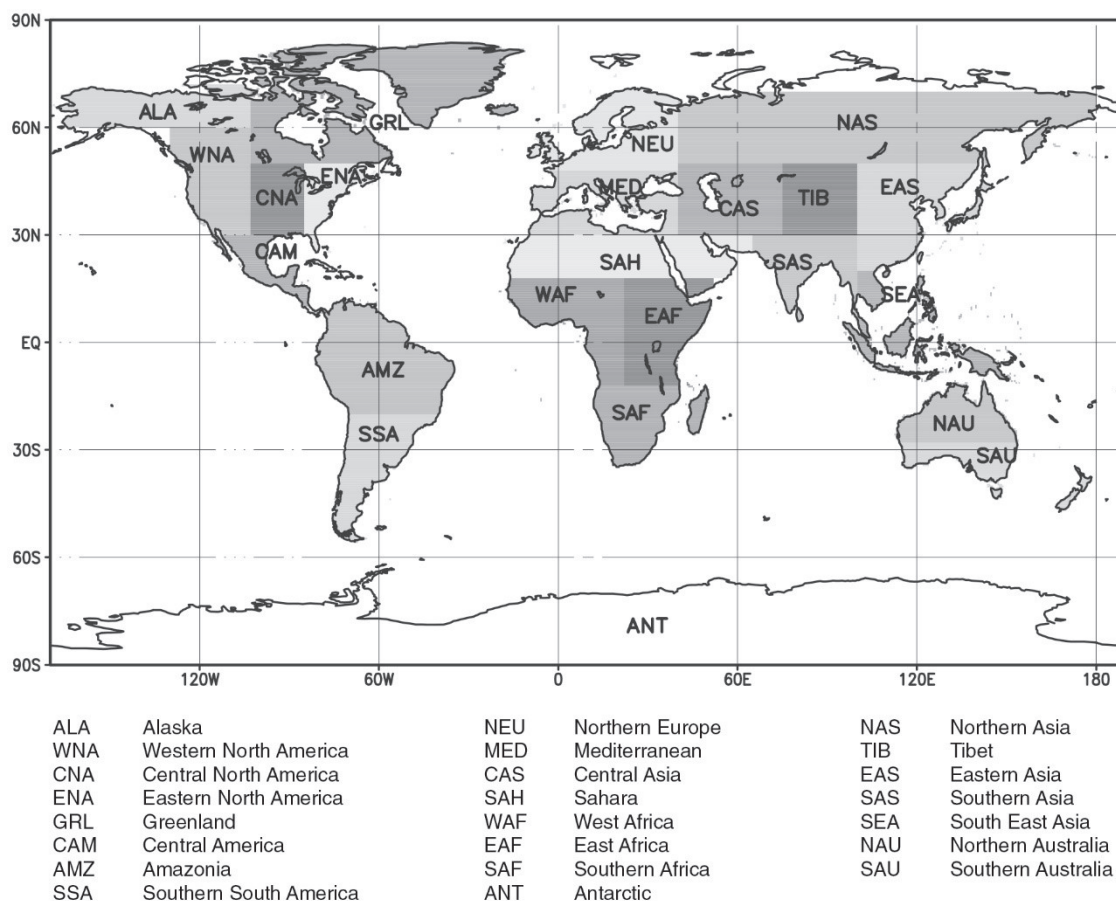 90N
ALA
GRL
NAS
60N
WNA
NEU
ENA
CNA
MED
CAS
TIB
EAS
30N
CAM
SAH
SAS
WAF
EAF
SEA
EQ
AMZ
SAF
SSA
NAU
30S
SAU
60S
ANT
90S
120W 60W 0 60E 120E 180
ALA Alaska
WNA Western North America
CNA Central North America
ENA Eastern North America
GRL Greenland
CAM Central America
AMZ Amazonia
SSA Southern South America
NEU Northern Europe
MED Mediterranean
CAS Central Asia
SAH Sahara
WAF West Africa
EAF East Africa
SAF Southern Africa
ANT Antarctic
NAS Northern Asia
TIB Tibet
EAS Eastern Asia
SAS Southern Asia
SEA South East Asia
NAU Northern Australia
SAU Southern Australia